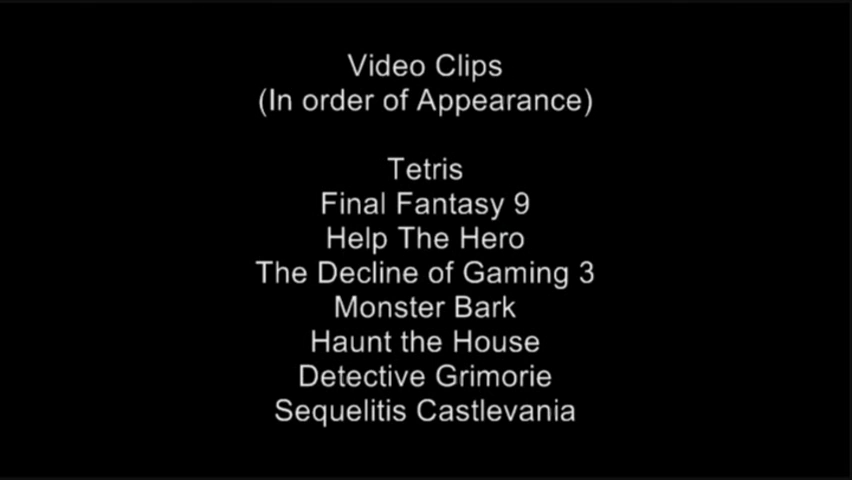 Video Clips
(In order of Appearance)
Tetris
Final Fantasy 9
Help The Hero
The Decline of Gaming 3
Monster Bark
Haunt the House
Detective Grimorie
Sequelitis Castlevania